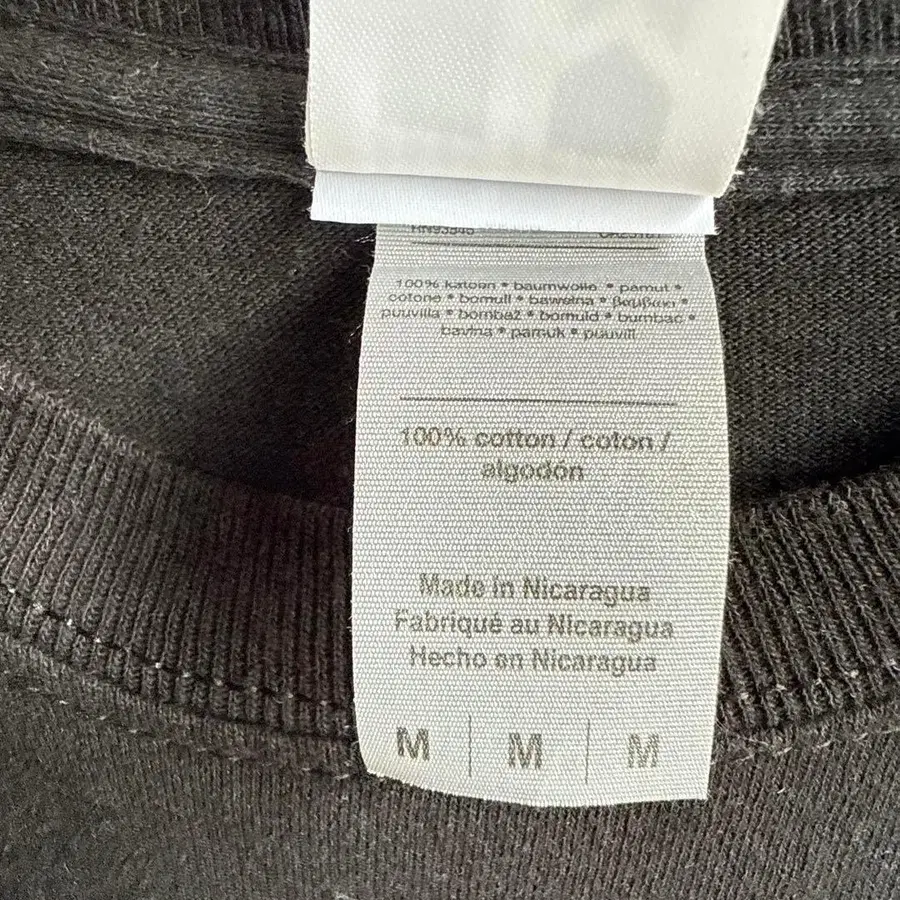 100% katoen * baumwolle * pamut *
cotone * bomull * bawełna * βαμβάκι *
puuvilla * bombaž * bomuld * bumbac *
bavlna * pamuk * puuvill
100% cotton / coton /
algodón
Made in Nicaragua
Fabriqué au Nicaragua
Hecho en Nicaragua
M | M | M